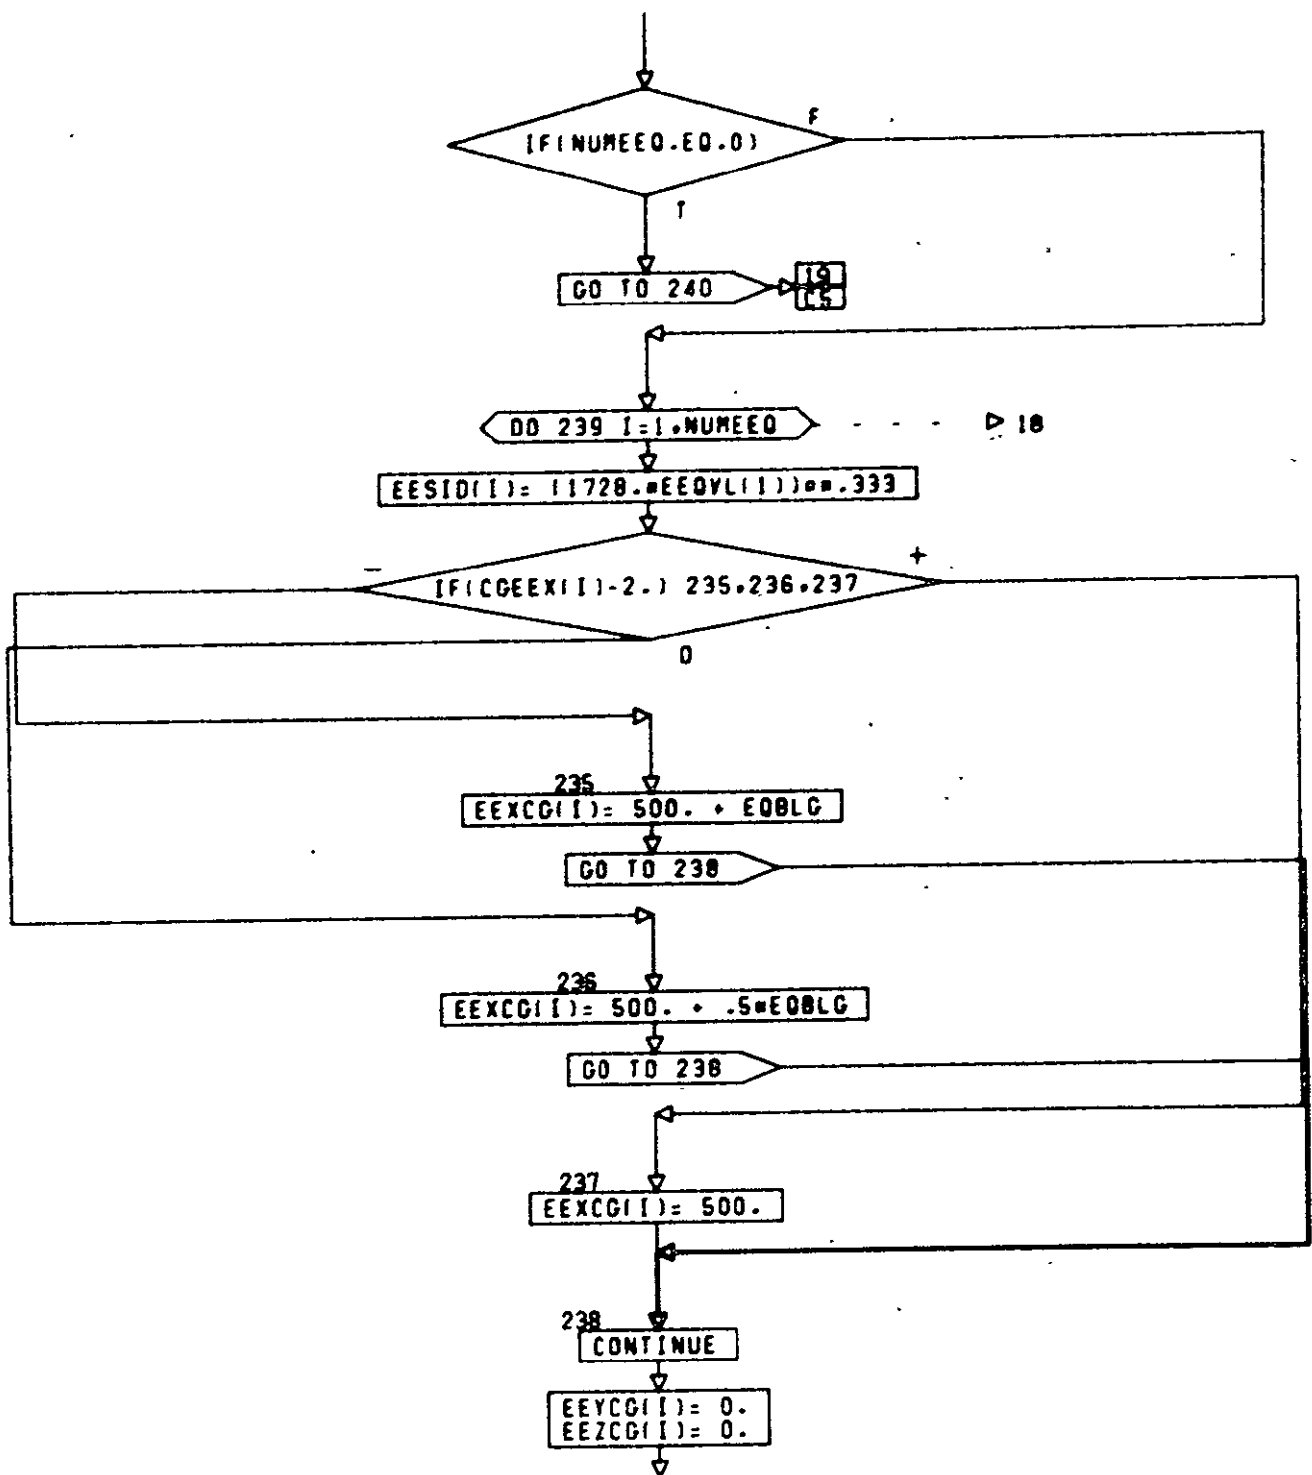 F
IF(NUMEEQ.EQ.0)
T
GO TO 240
19
C5
DO 239 I=1,NUMEEQ
18
EESID(I)= (1728.*EEQVL(I))**.333
- +
IF(CGEEX(I)-2.) 235,236,237
0
235
EEXCG(I)= 500. + EQBLG
GO TO 238
236
EEXCG(I)= 500. + .5*EQBLG
GO TO 238
237
EEXCG(I)= 500.
238
CONTINUE
EEYCG(I)= 0.
EEZCG(I)= 0.